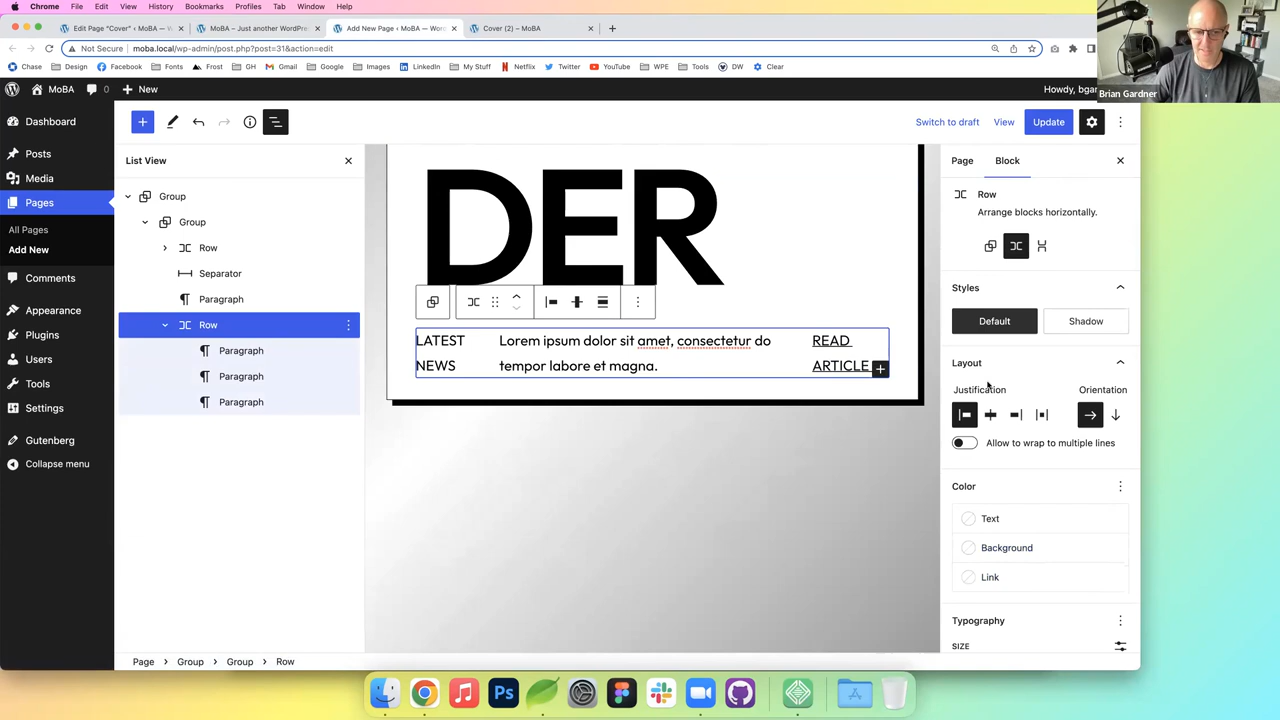 Chrome File Edit View History Bookmarks Profiles Tab Window Help
Edit Page "Cover" ‹ MoBA — W
MoBA – Just another WordPre
Add New Page ‹ MoBA — Wor
Cover (2) – MoBA
Not Secure moba.local/wp-admin/post.php?post=31&action=edit
Chase Design Facebook Fonts GH Gmail Frost Google Images LinkedIn My Stuff Netflix Twitter YouTube WPE Tools DW Clear
MoBA 0 New Howdy, bga
Brian Gardner
Dashboard
Posts
Media
Pages
All Pages
Add New
Comments
Appearance
Plugins
Users
Tools
Settings
Gutenberg
Collapse menu
Switch to draft View Update
List View
Group
Group
Row
Separator
Paragraph
Row
Paragraph
Paragraph
Paragraph
DER
LATEST
NEWS
Lorem ipsum dolor sit amet, consectetur do
tempor labore et magna.
READ
ARTICLE
Page Block
Row
Arrange blocks horizontally.
Styles
Default Shadow
Layout
Justification Orientation
Allow to wrap to multiple lines
Color
Text
Background
Link
Typography
SIZE
Page › Group › Group › Row
Ps